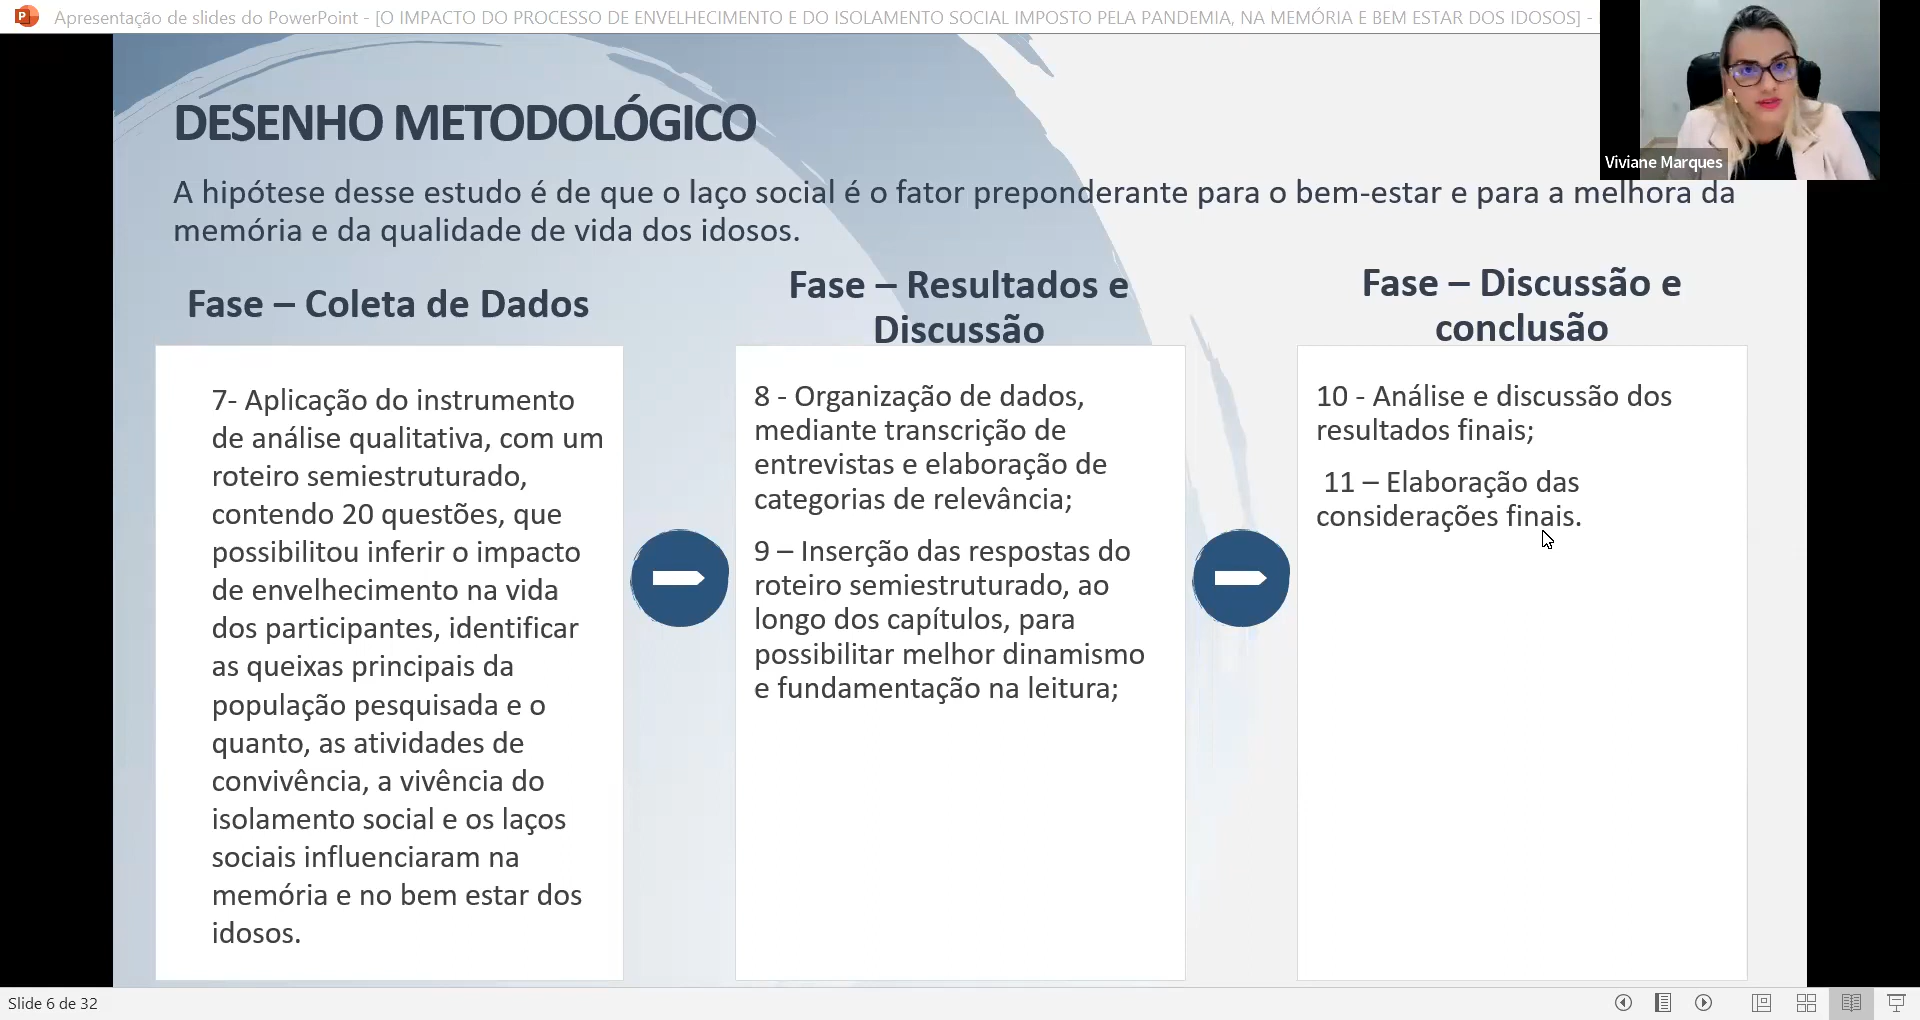 Apresentação de slides do PowerPoint - [O IMPACTO DO PROCESSO DE ENVELHECIMENTO E DO ISOLAMENTO SOCIAL IMPOSTO PELA PANDEMIA, NA MEMÓRIA E BEM ESTAR DOS IDOSOS] -
Viviane Marques
DESENHO METODOLÓGICO
A hipótese desse estudo é de que o laço social é o fator preponderante para o bem-estar e para a melhora da
memória e da qualidade de vida dos idosos.
Fase – Coleta de Dados
7- Aplicação do instrumento
de análise qualitativa, com um
roteiro semiestruturado,
contendo 20 questões, que
possibilitou inferir o impacto
de envelhecimento na vida
dos participantes, identificar
as queixas principais da
população pesquisada e o
quanto, as atividades de
convivência, a vivência do
isolamento social e os laços
sociais influenciaram na
memória e no bem estar dos
idosos.
Fase – Resultados e
Discussão
8 - Organização de dados,
mediante transcrição de
entrevistas e elaboração de
categorias de relevância;
9 – Inserção das respostas do
roteiro semiestruturado, ao
longo dos capítulos, para
possibilitar melhor dinamismo
e fundamentação na leitura;
Fase – Discussão e
conclusão
10 - Análise e discussão dos
resultados finais;
11 – Elaboração das
considerações finais.
Slide 6 de 32